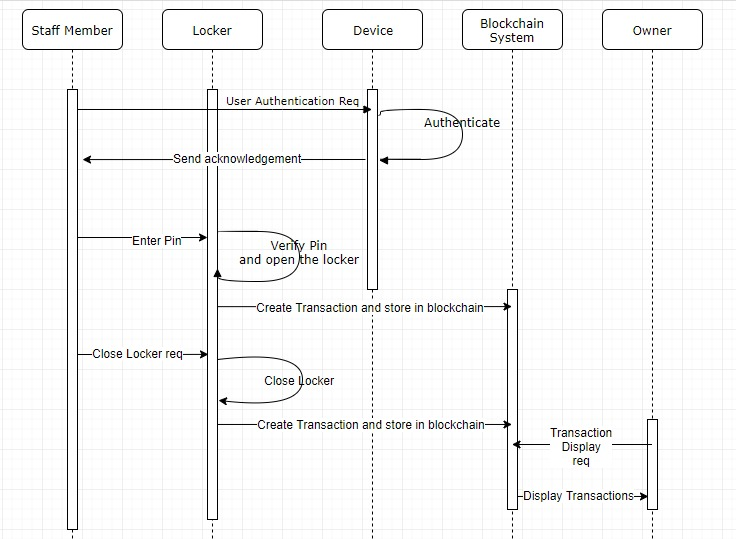 Staff Member
Locker
Device
Blockchain
System
Owner
User Authentication Req
Authenticate
Send acknowledgement
Enter Pin
Verify Pin
and open the locker
Create Transaction and store in blockchain
Close Locker req
Close Locker
Create Transaction and store in blockchain
Transaction
Display
req
Display Transactions